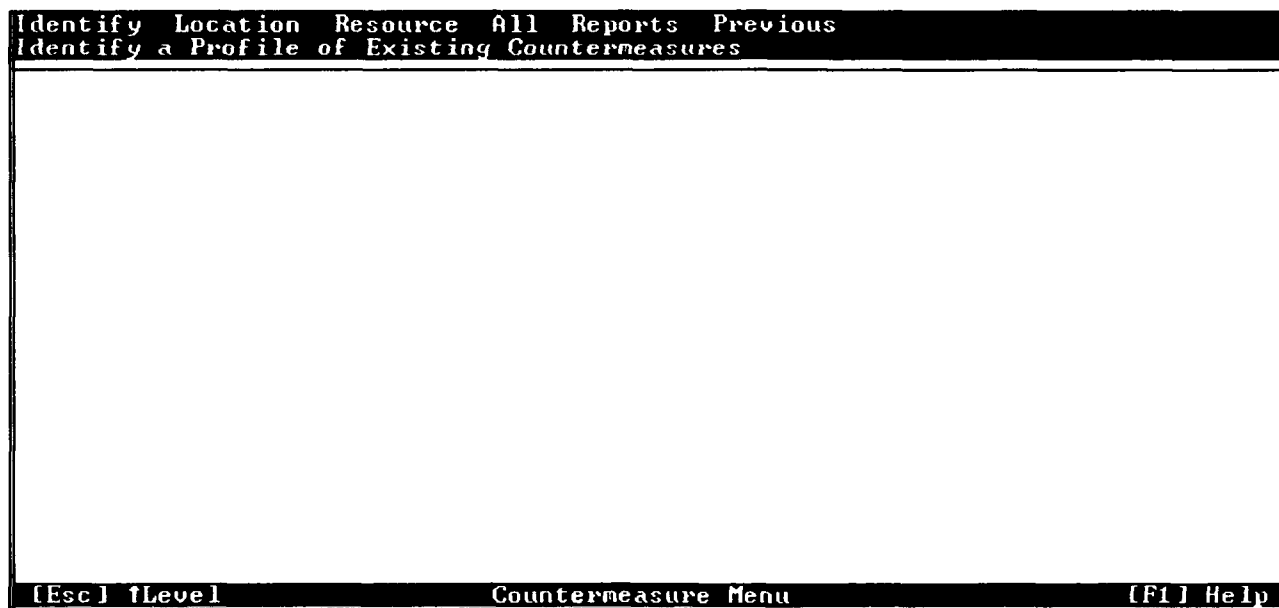 Identify Location Resource All Reports Previous
Identify a Profile of Existing Countermeasures
[Esc] ↑Level Countermeasure Menu [F1] Help